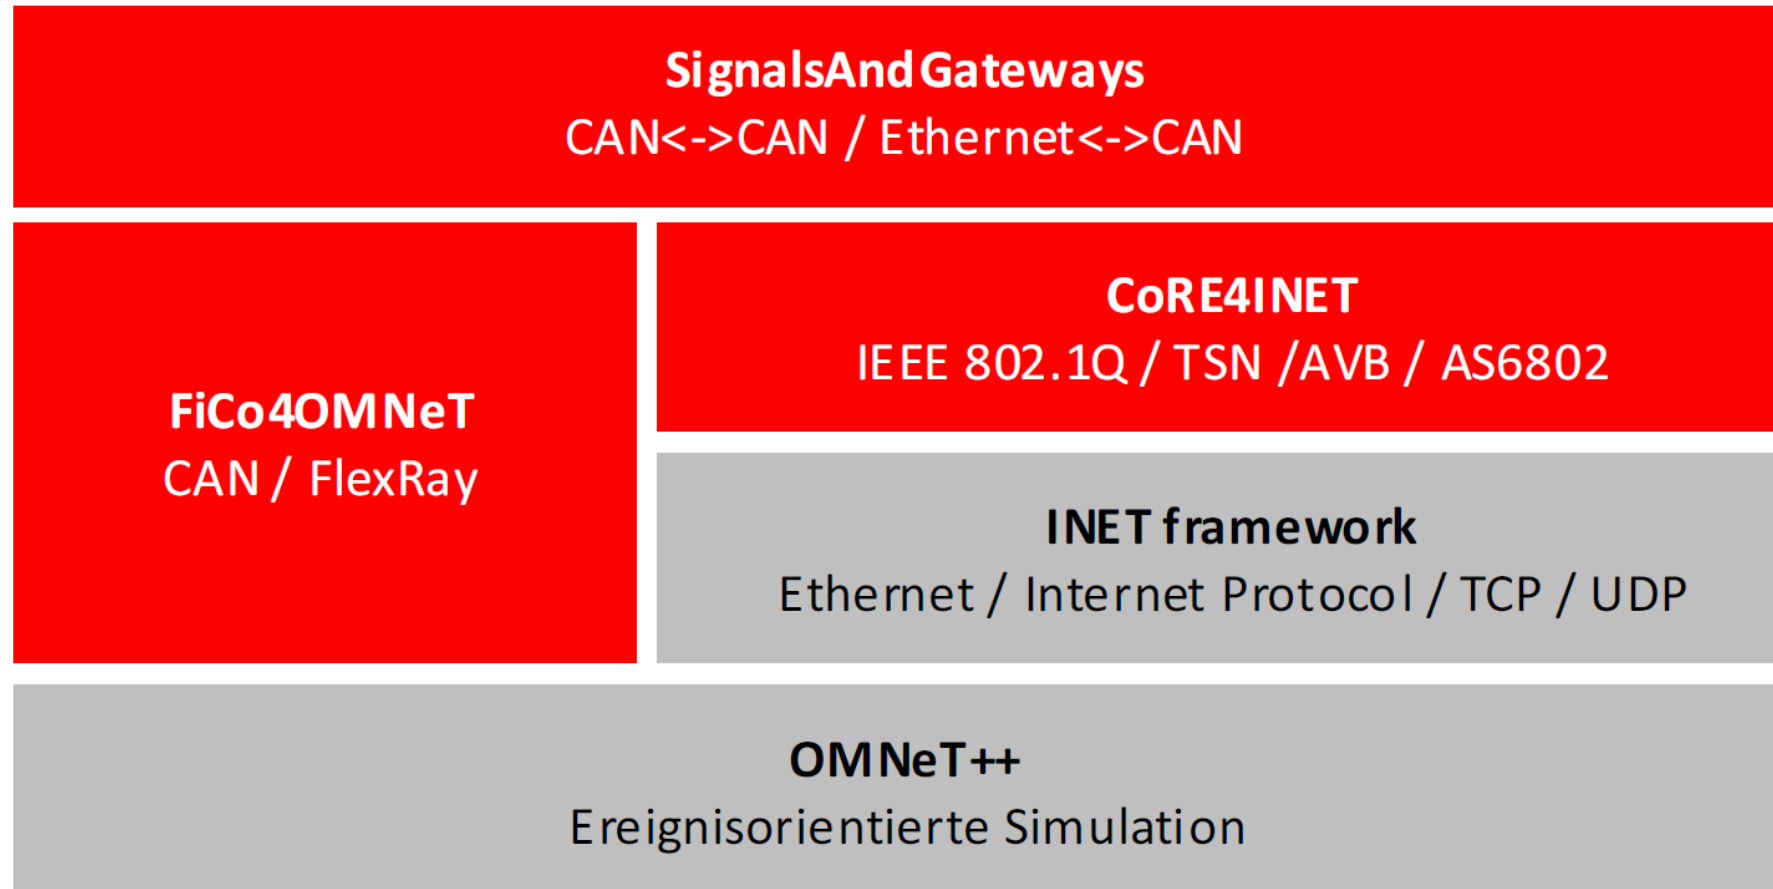 SignalsAndGateways
CAN<->CAN / Ethernet<->CAN
FiCo4OMNeT
CAN / FlexRay
CoRE4INET
IEEE 802.1Q / TSN /AVB / AS6802
INET framework
Ethernet / Internet Protocol / TCP / UDP
OMNeT++
Ereignisorientierte Simulation